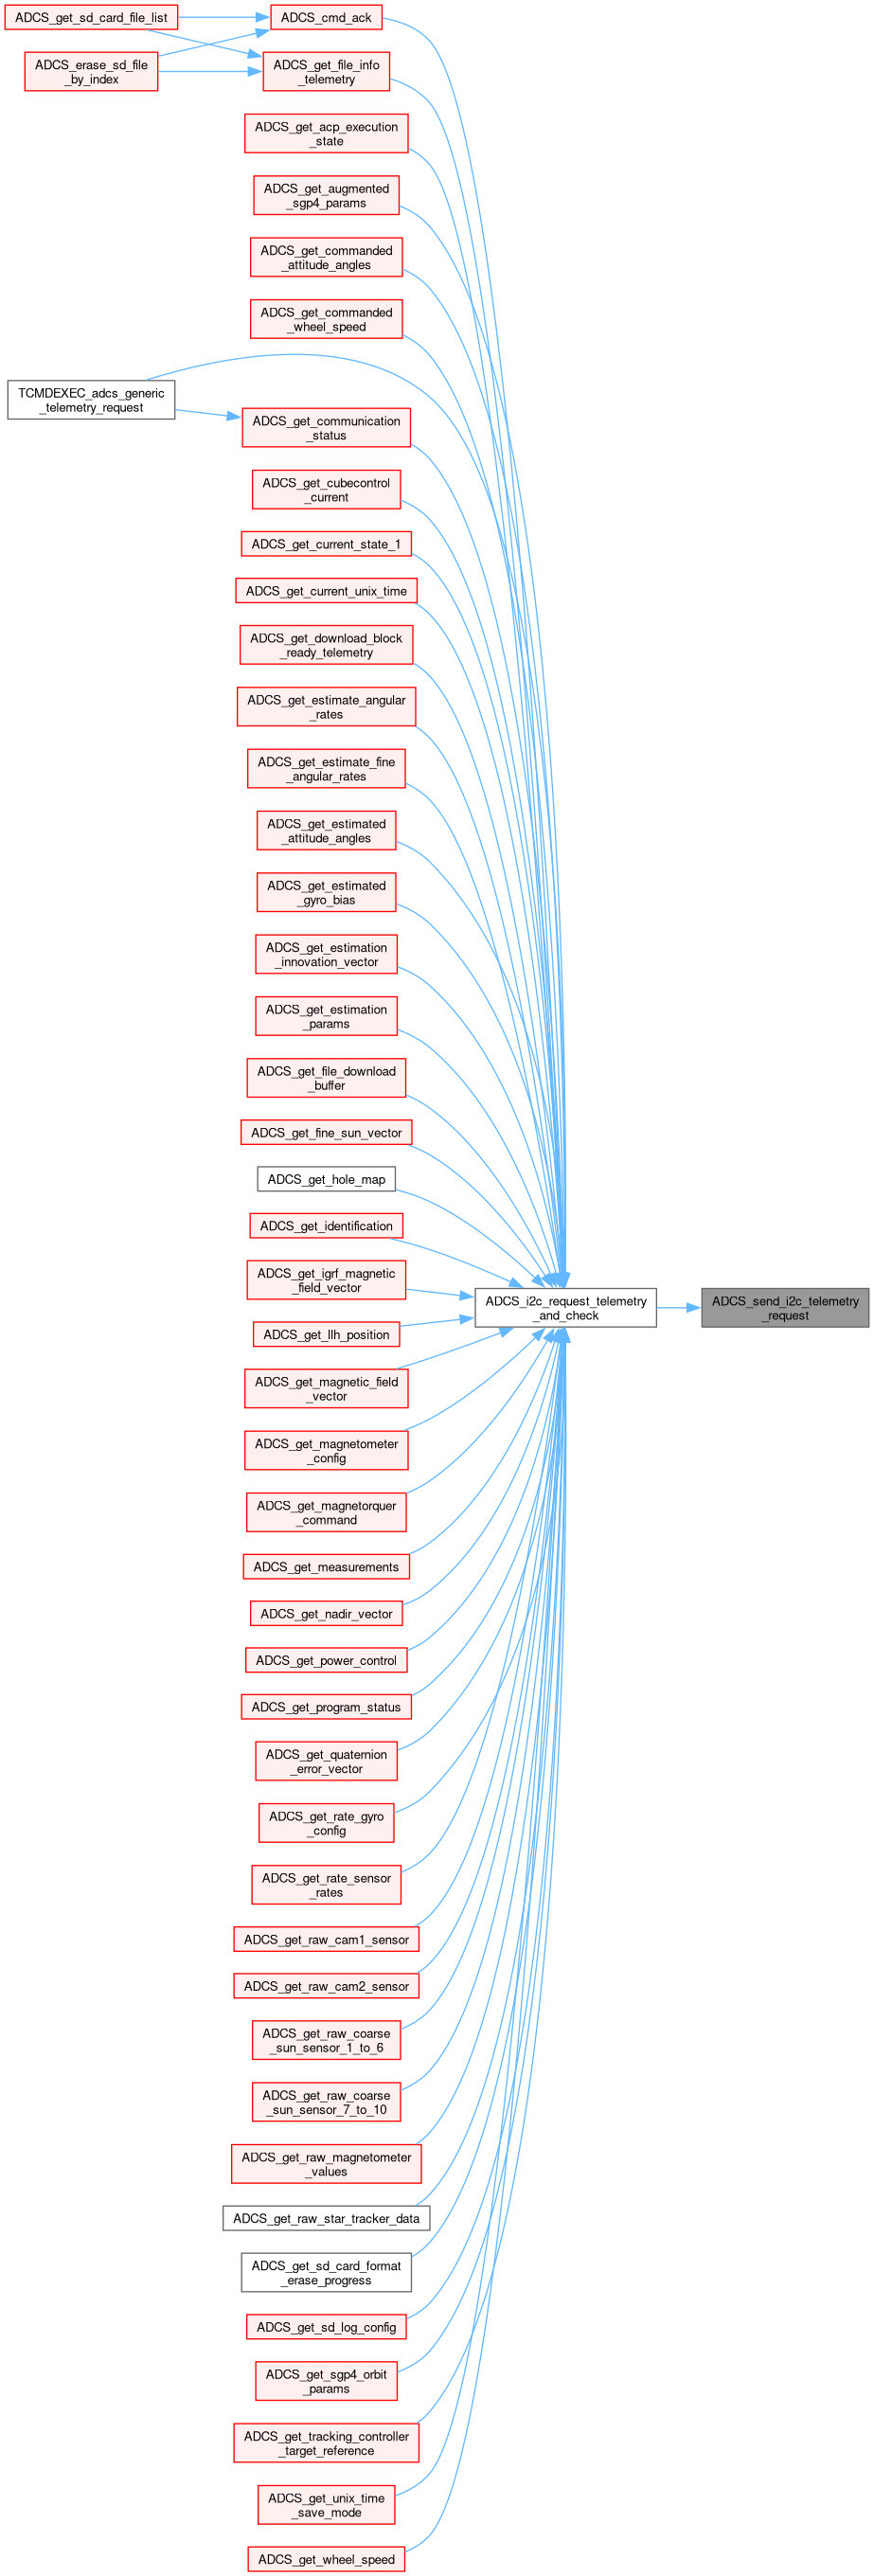 ADCS_get_sd_card_file_list
ADCS_cmd_ack
ADCS_erase_sd_file
_by_index
ADCS_get_file_info
_telemetry
ADCS_get_acp_execution
_state
ADCS_get_augmented
_sgp4_params
ADCS_get_commanded
_attitude_angles
ADCS_get_commanded
_wheel_speed
TCMDEXEC_adcs_generic
_telemetry_request
ADCS_get_communication
_status
ADCS_get_cubecontrol
_current
ADCS_get_current_state_1
ADCS_get_current_unix_time
ADCS_get_download_block
_ready_telemetry
ADCS_get_estimate_angular
_rates
ADCS_get_estimate_fine
_angular_rates
ADCS_get_estimated
_attitude_angles
ADCS_get_estimated
_gyro_bias
ADCS_get_estimation
_innovation_vector
ADCS_get_estimation
_params
ADCS_get_file_download
_buffer
ADCS_get_fine_sun_vector
ADCS_get_hole_map
ADCS_get_identification
ADCS_get_igrf_magnetic
_field_vector
ADCS_i2c_request_telemetry
_and_check
ADCS_send_i2c_telemetry
_request
ADCS_get_llh_position
ADCS_get_magnetic_field
_vector
ADCS_get_magnetometer
_config
ADCS_get_magnetorquer
_command
ADCS_get_measurements
ADCS_get_nadir_vector
ADCS_get_power_control
ADCS_get_program_status
ADCS_get_quaternion
_error_vector
ADCS_get_rate_gyro
_config
ADCS_get_rate_sensor
_rates
ADCS_get_raw_cam1_sensor
ADCS_get_raw_cam2_sensor
ADCS_get_raw_coarse
_sun_sensor_1_to_6
ADCS_get_raw_coarse
_sun_sensor_7_to_10
ADCS_get_raw_magnetometer
_values
ADCS_get_raw_star_tracker_data
ADCS_get_sd_card_format
_erase_progress
ADCS_get_sd_log_config
ADCS_get_sgp4_orbit
_params
ADCS_get_tracking_controller
_target_reference
ADCS_get_unix_time
_save_mode
ADCS_get_wheel_speed